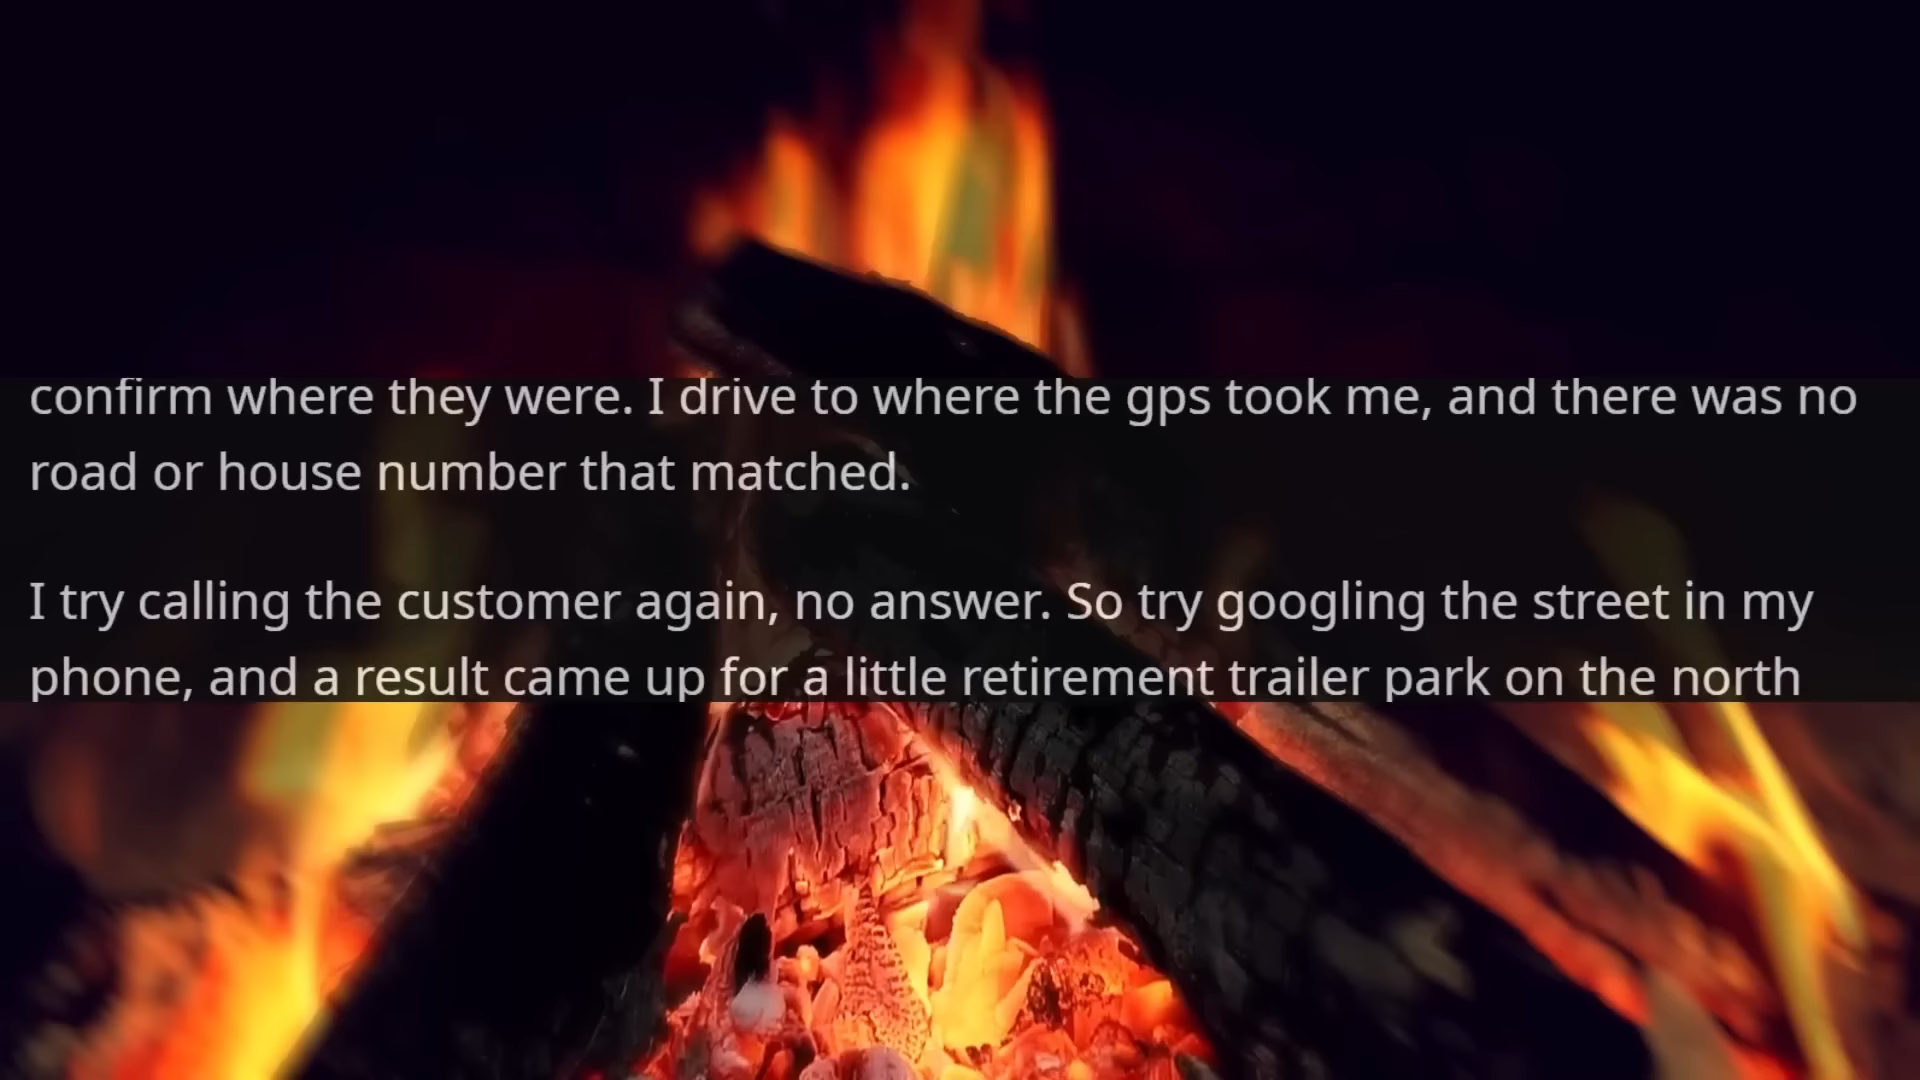 confirm where they were. I drive to where the gps took me, and there was no
road or house number that matched.
I try calling the customer again, no answer. So try googling the street in my
phone, and a result came up for a little retirement trailer park on the north